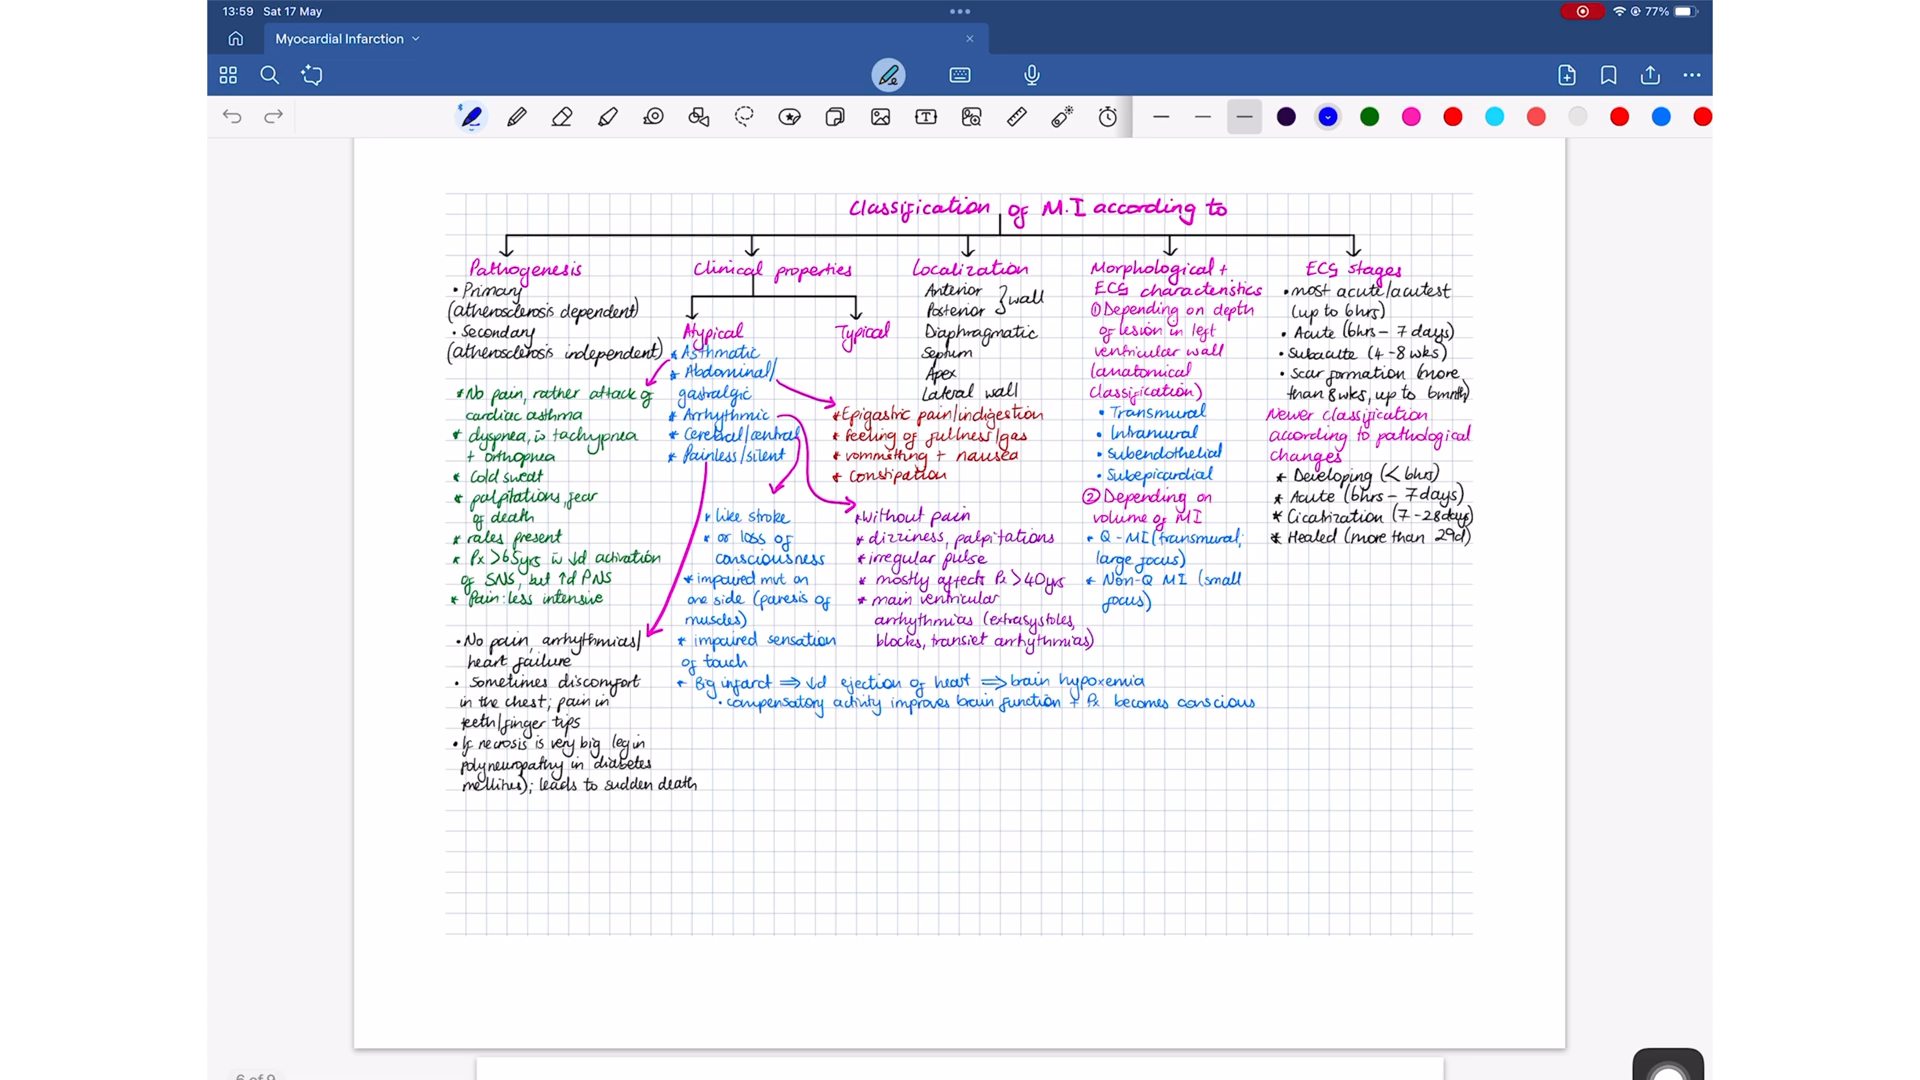 13:59 Sat 17 May
77%
Myocardial Infarction
Classification of M.I according to
Pathogenesis
• Primary
(atherosclerosis dependent)
• Secondary
(atherosclerosis independent)
* No pain, rather attack of
cardiac asthma
* dyspnea, w̄ tachypnea
+ orthopnea
* Cold sweat
* palpitations, fear
of death
* rales present
* Px >65yrs w̄ ↓d activation
of SNS, but ↑d PNS
* Pain: less intensive
• No pain, arrhythmias/
heart failure
• Sometimes discomfort
in the chest; pain in
teeth/finger tips
• If necrosis is very big (eg in
polyneuropathy in diabetes
mellitus); leads to sudden death
Clinical properties
Atypical
* Asthmatic
* Abdominal/
gastralgic
* Arrhythmic
* Cerebral/central
* Painless/silent
Typical
* Epigastric pain/indigestion
* feeling of fullness/gas
* vommitting + nausea
* Constipation
* like stroke
* or loss of
consciousness
* impaired mvt on
one side (paresis of
muscles)
* impaired sensation
of touch
* Big infarct ⇒ ↓d ejection of heart ⇒ brain hypoxemia
• compensatory activity improves brain function + Px becomes conscious
* without pain
* dizziness, palpitations
* irregular pulse
* mostly affects Px >40yrs
* main ventricular
arrhythmias (extrasystoles,
blocks, transiet arrhythmias)
Localization
Anterior
Posterior } wall
Diaphragmatic
Septum
Apex
Lateral wall
Morphological +
ECG characteristics
① Depending on depth
of lesion in left
ventricular wall
(anatomical
classification)
• Transmural
• Intramural
• Subendothelial
• Subepicardial
② Depending on
volume of MI
* Q-MI (transmural;
large focus)
* Non-Q MI (small
focus)
ECG stages
• most acute/acutest
(up to 6hrs)
• Acute (6hrs - 7 days)
• Subacute (4-8 wks)
• Scar formation (more
than 8wks, up to 6mnth)
Newer classification
according to pathological
changes
* Developing (<6hrs)
* Acute (6hrs - 7days)
* Cicatrization (7-28days)
* Healed (more than 29d)
6 of 9